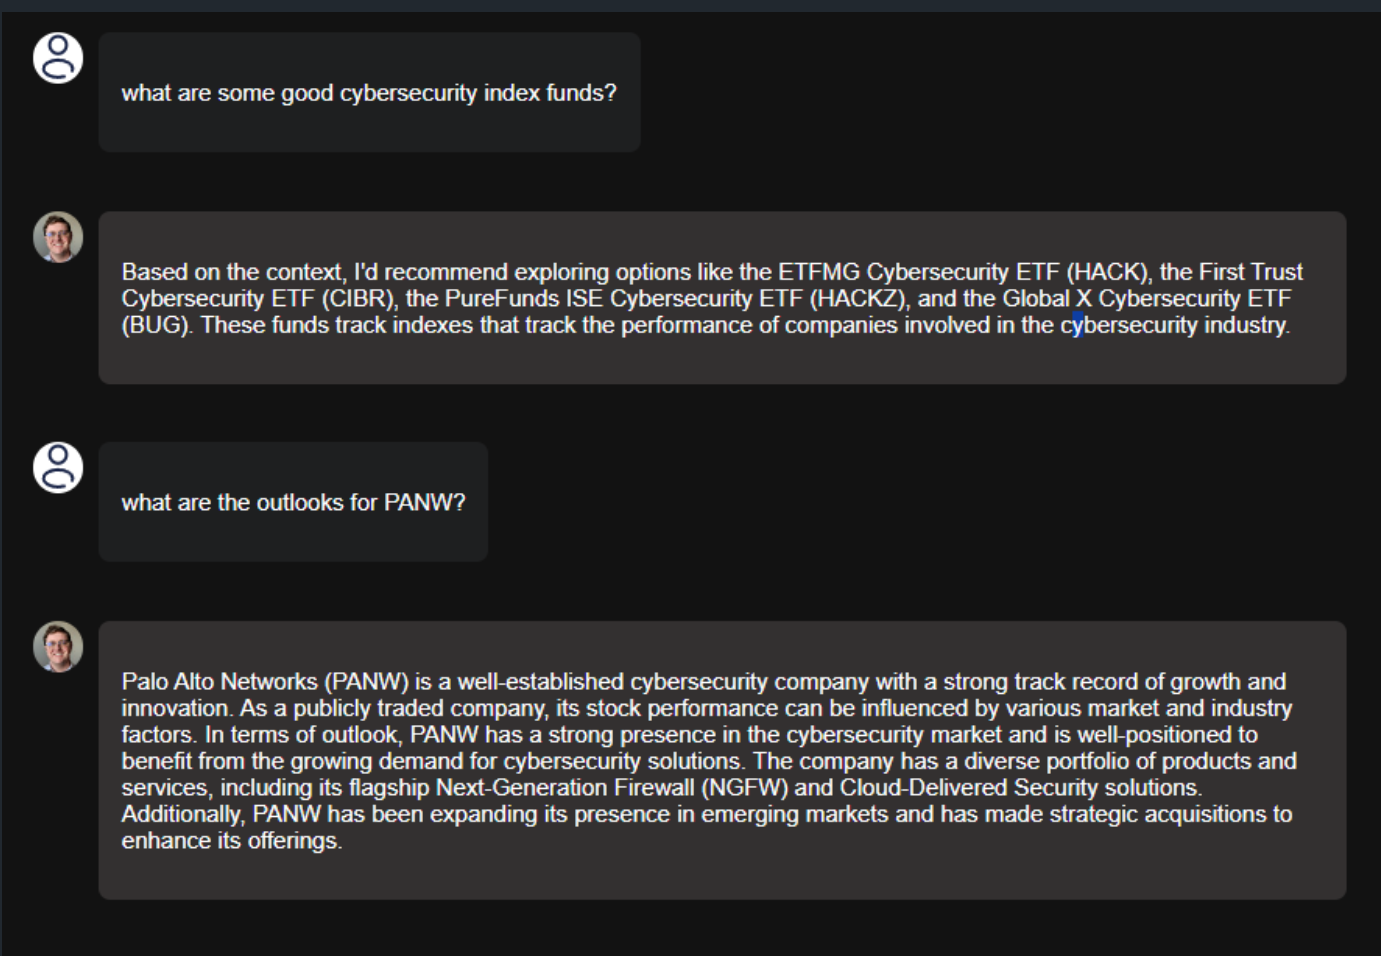 what are some good cybersecurity index funds?
Based on the context, I'd recommend exploring options like the ETFMG Cybersecurity ETF (HACK), the First Trust
Cybersecurity ETF (CIBR), the PureFunds ISE Cybersecurity ETF (HACKZ), and the Global X Cybersecurity ETF
(BUG). These funds track indexes that track the performance of companies involved in the cybersecurity industry.
what are the outlooks for PANW?
Palo Alto Networks (PANW) is a well-established cybersecurity company with a strong track record of growth and
innovation. As a publicly traded company, its stock performance can be influenced by various market and industry
factors. In terms of outlook, PANW has a strong presence in the cybersecurity market and is well-positioned to
benefit from the growing demand for cybersecurity solutions. The company has a diverse portfolio of products and
services, including its flagship Next-Generation Firewall (NGFW) and Cloud-Delivered Security solutions.
Additionally, PANW has been expanding its presence in emerging markets and has made strategic acquisitions to
enhance its offerings.